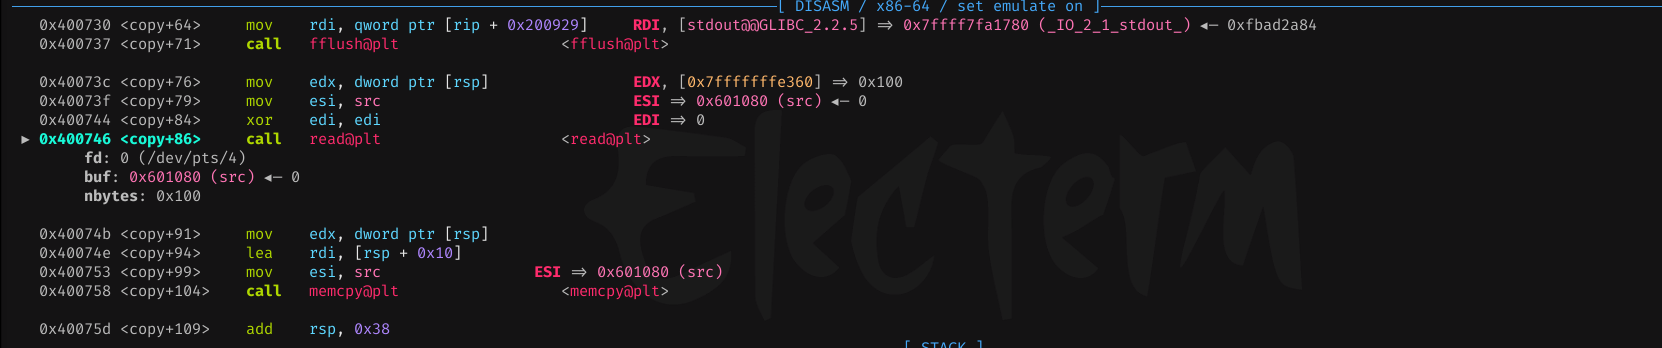 [ DISASM / x86-64 / set emulate on ]
0x400730 <copy+64> mov rdi, qword ptr [rip + 0x200929] RDI, [stdout@@GLIBC_2.2.5] => 0x7ffff7fa1780 (_IO_2_1_stdout_) ◂— 0xfbad2a84
0x400737 <copy+71> call fflush@plt <fflush@plt>
0x40073c <copy+76> mov edx, dword ptr [rsp] EDX, [0x7fffffffe360] => 0x100
0x40073f <copy+79> mov esi, src ESI => 0x601080 (src) ◂— 0
0x400744 <copy+84> xor edi, edi EDI => 0
► 0x400746 <copy+86> call read@plt <read@plt>
fd: 0 (/dev/pts/4)
buf: 0x601080 (src) ◂— 0
nbytes: 0x100
0x40074b <copy+91> mov edx, dword ptr [rsp]
0x40074e <copy+94> lea rdi, [rsp + 0x10]
0x400753 <copy+99> mov esi, src ESI => 0x601080 (src)
0x400758 <copy+104> call memcpy@plt <memcpy@plt>
0x40075d <copy+109> add rsp, 0x38
[ STACK ]
Electerm